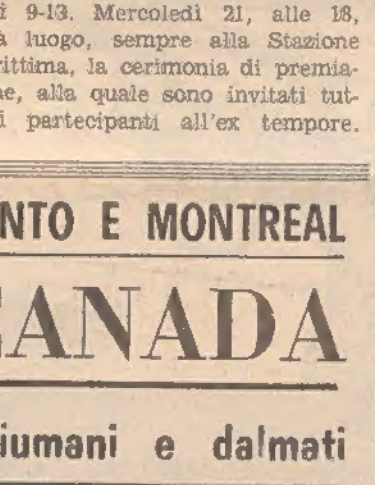 i 9-13. Mercoledì 21, alle 18,
à luogo, sempre alla Stazione
rittima, la cerimonia di premia-
ne, alla quale sono invitati tut-
i partecipanti all'ex tempore.
NTO E MONTREAL
CANADA
iumani e dalmati